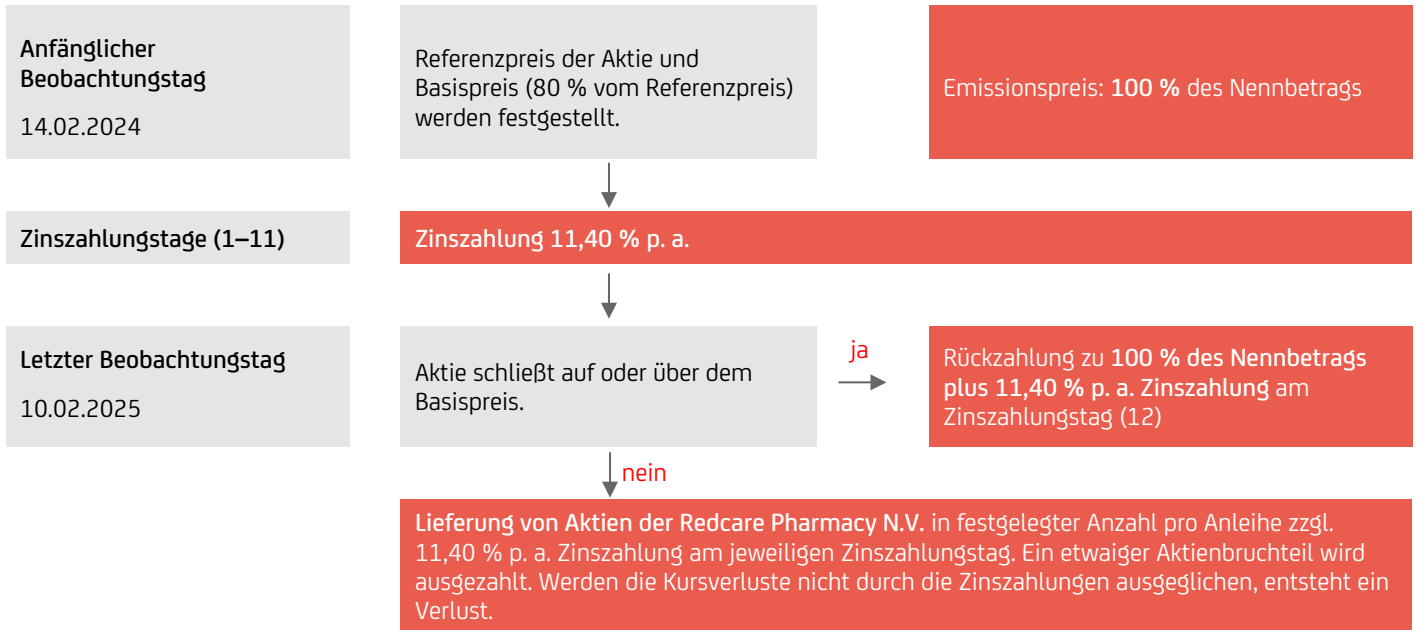 Anfänglicher
Beobachtungstag
14.02.2024
Referenzpreis der Aktie und
Basispreis (80 % vom Referenzpreis)
werden festgestellt.
Emissionspreis: 100 % des Nennbetrags
Zinszahlungstage (1–11)
Zinszahlung 11,40 % p. a.
Letzter Beobachtungstag
10.02.2025
Aktie schließt auf oder über dem
Basispreis.
ja
Rückzahlung zu 100 % des Nennbetrags
plus 11,40 % p. a. Zinszahlung am
Zinszahlungstag (12)
nein
Lieferung von Aktien der Redcare Pharmacy N.V. in festgelegter Anzahl pro Anleihe zzgl.
11,40 % p. a. Zinszahlung am jeweiligen Zinszahlungstag. Ein etwaiger Aktienbruchteil wird
ausgezahlt. Werden die Kursverluste nicht durch die Zinszahlungen ausgeglichen, entsteht ein
Verlust.